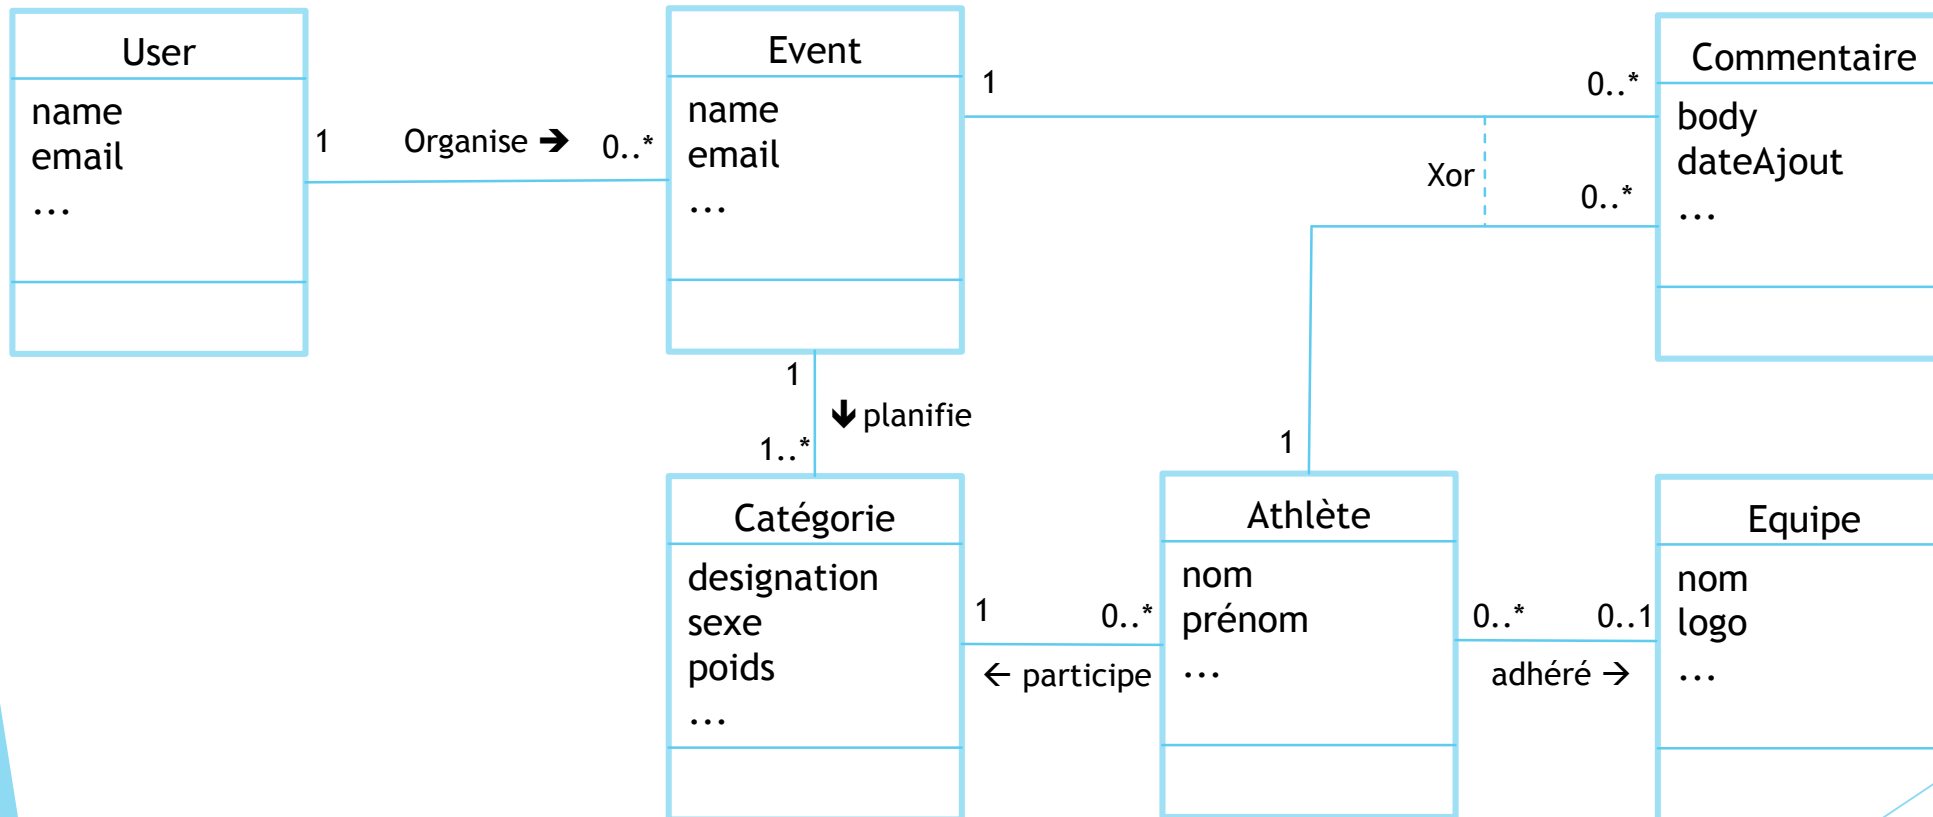 User
name
email
...
1
Organise 🡺
0..*
Event
name
email
...
1
0..*
Xor
0..*
Commentaire
body
dateAjout
...
1
🡻 planifie
1..*
1
Catégorie
designation
sexe
poids
...
1
0..*
← participe
Athlète
nom
prénom
...
0..*
0..1
adhéré →
Equipe
nom
logo
...